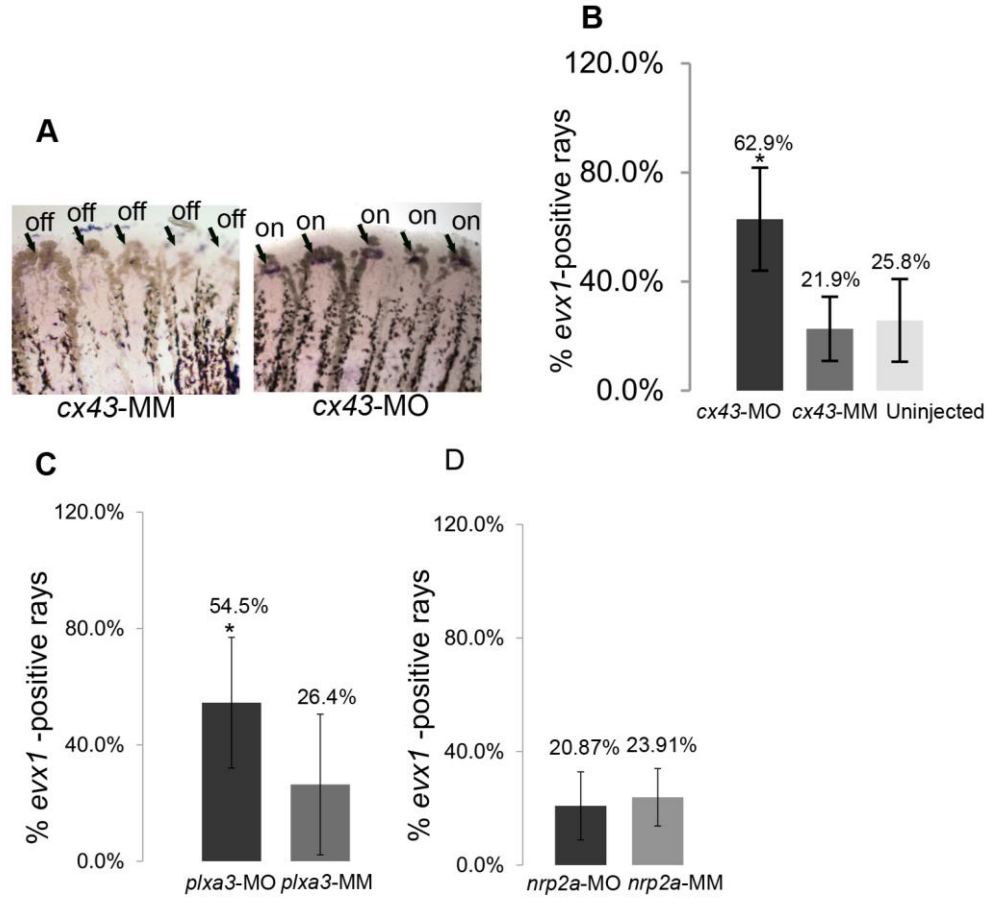 A
off off off off off
on on on on on
cx43-MM cx43-MO
B
% evx1-positive rays
120.0%
80.0%
40.0%
0.0%
62.9%
*
21.9%
25.8%
cx43-MO cx43-MM Uninjected
C
% evx1 -positive rays
120.0%
80.0%
40.0%
0.0%
54.5%
*
26.4%
plxa3-MO plxa3-MM
D
% evx1 -positive rays
120.0%
80.0%
40.0%
0.0%
20.87% 23.91%
nrp2a-MO nrp2a-MM